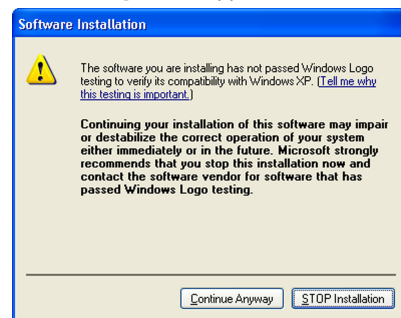 Software Installation
The software you are installing has not passed Windows Logo
testing to verify its compatibility with Windows XP. (Tell me why
this testing is important.)
Continuing your installation of this software may impair
or destabilize the correct operation of your system
either immediately or in the future. Microsoft strongly
recommends that you stop this installation now and
contact the software vendor for software that has
passed Windows Logo testing.
Continue Anyway
STOP Installation